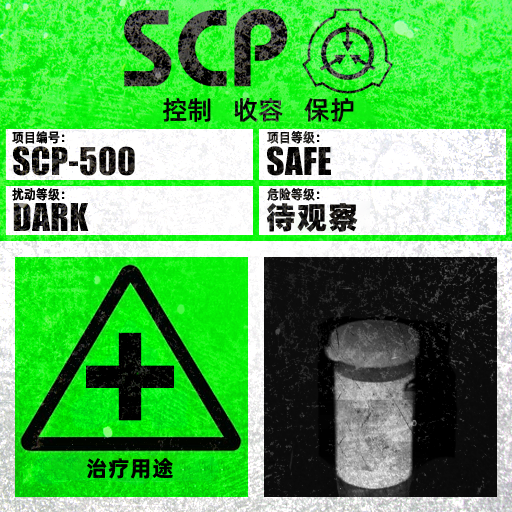 SCP
控制 收容 保护
项目编号：
SCP-500
项目等级：
SAFE
扰动等级：
DARK
危险等级：
待观察
治疗用途